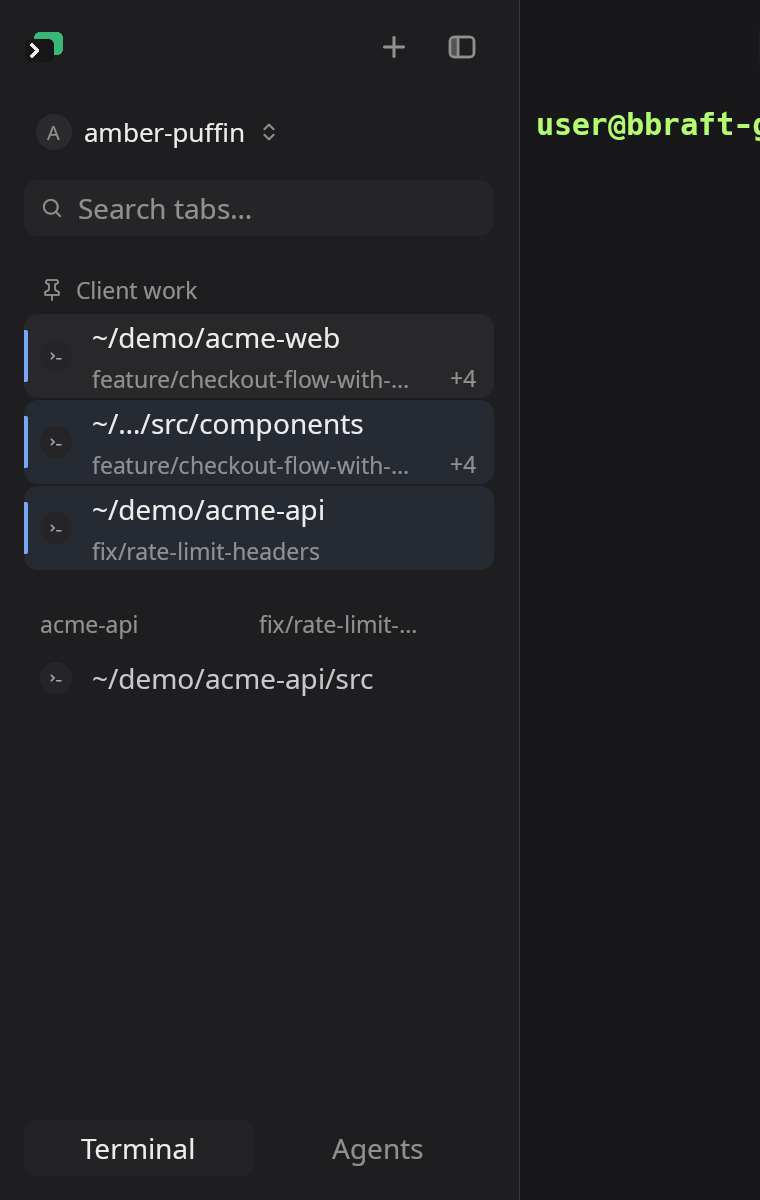 A amber-puffin
user@bbraft-
Search tabs...
Client work
~/demo/acme-web
feature/checkout-flow-with-... +4
~/.../src/components
feature/checkout-flow-with-... +4
~/demo/acme-api
fix/rate-limit-headers
acme-api fix/rate-limit-...
~/demo/acme-api/src
Terminal Agents